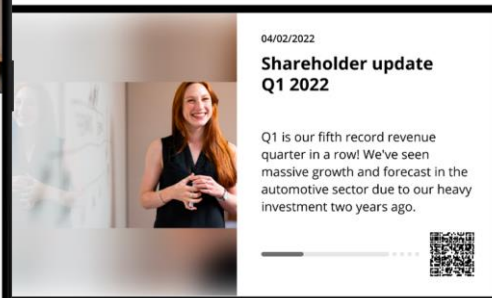 04/02/2022
Shareholder update
Q1 2022
Q1 is our fifth record revenue
quarter in a row! We've seen
massive growth and forecast in the
automotive sector due to our heavy
investment two years ago.